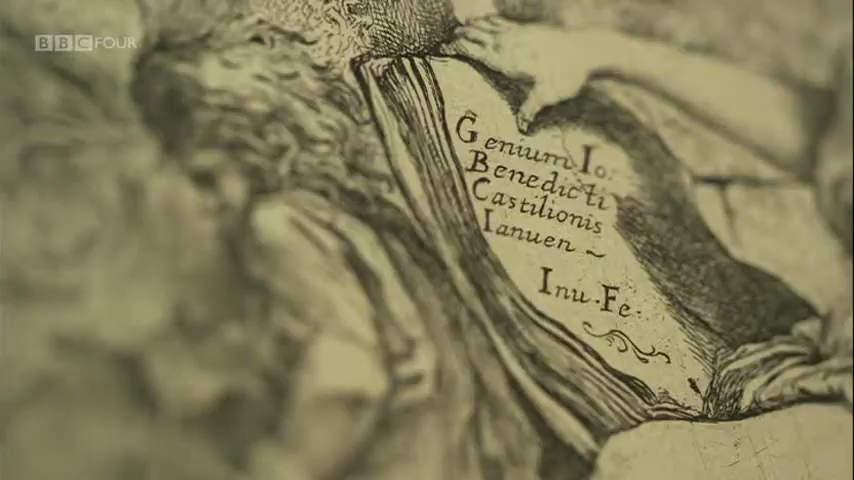 BBC FOUR
Genium Io:
Benedicti
Castilionis
Ianuen ~
Inu. Fe.